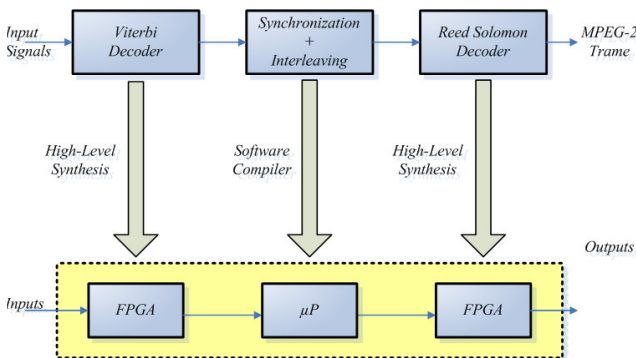 Input
Signals
Viterbi
Decoder
Synchronization
+
Interleaving
Reed Solomon
Decoder
MPEG-2
Trame
High-Level
Synthesis
Software
Compiler
High-Level
Synthesis
Outputs
Inputs
FPGA
µP
FPGA